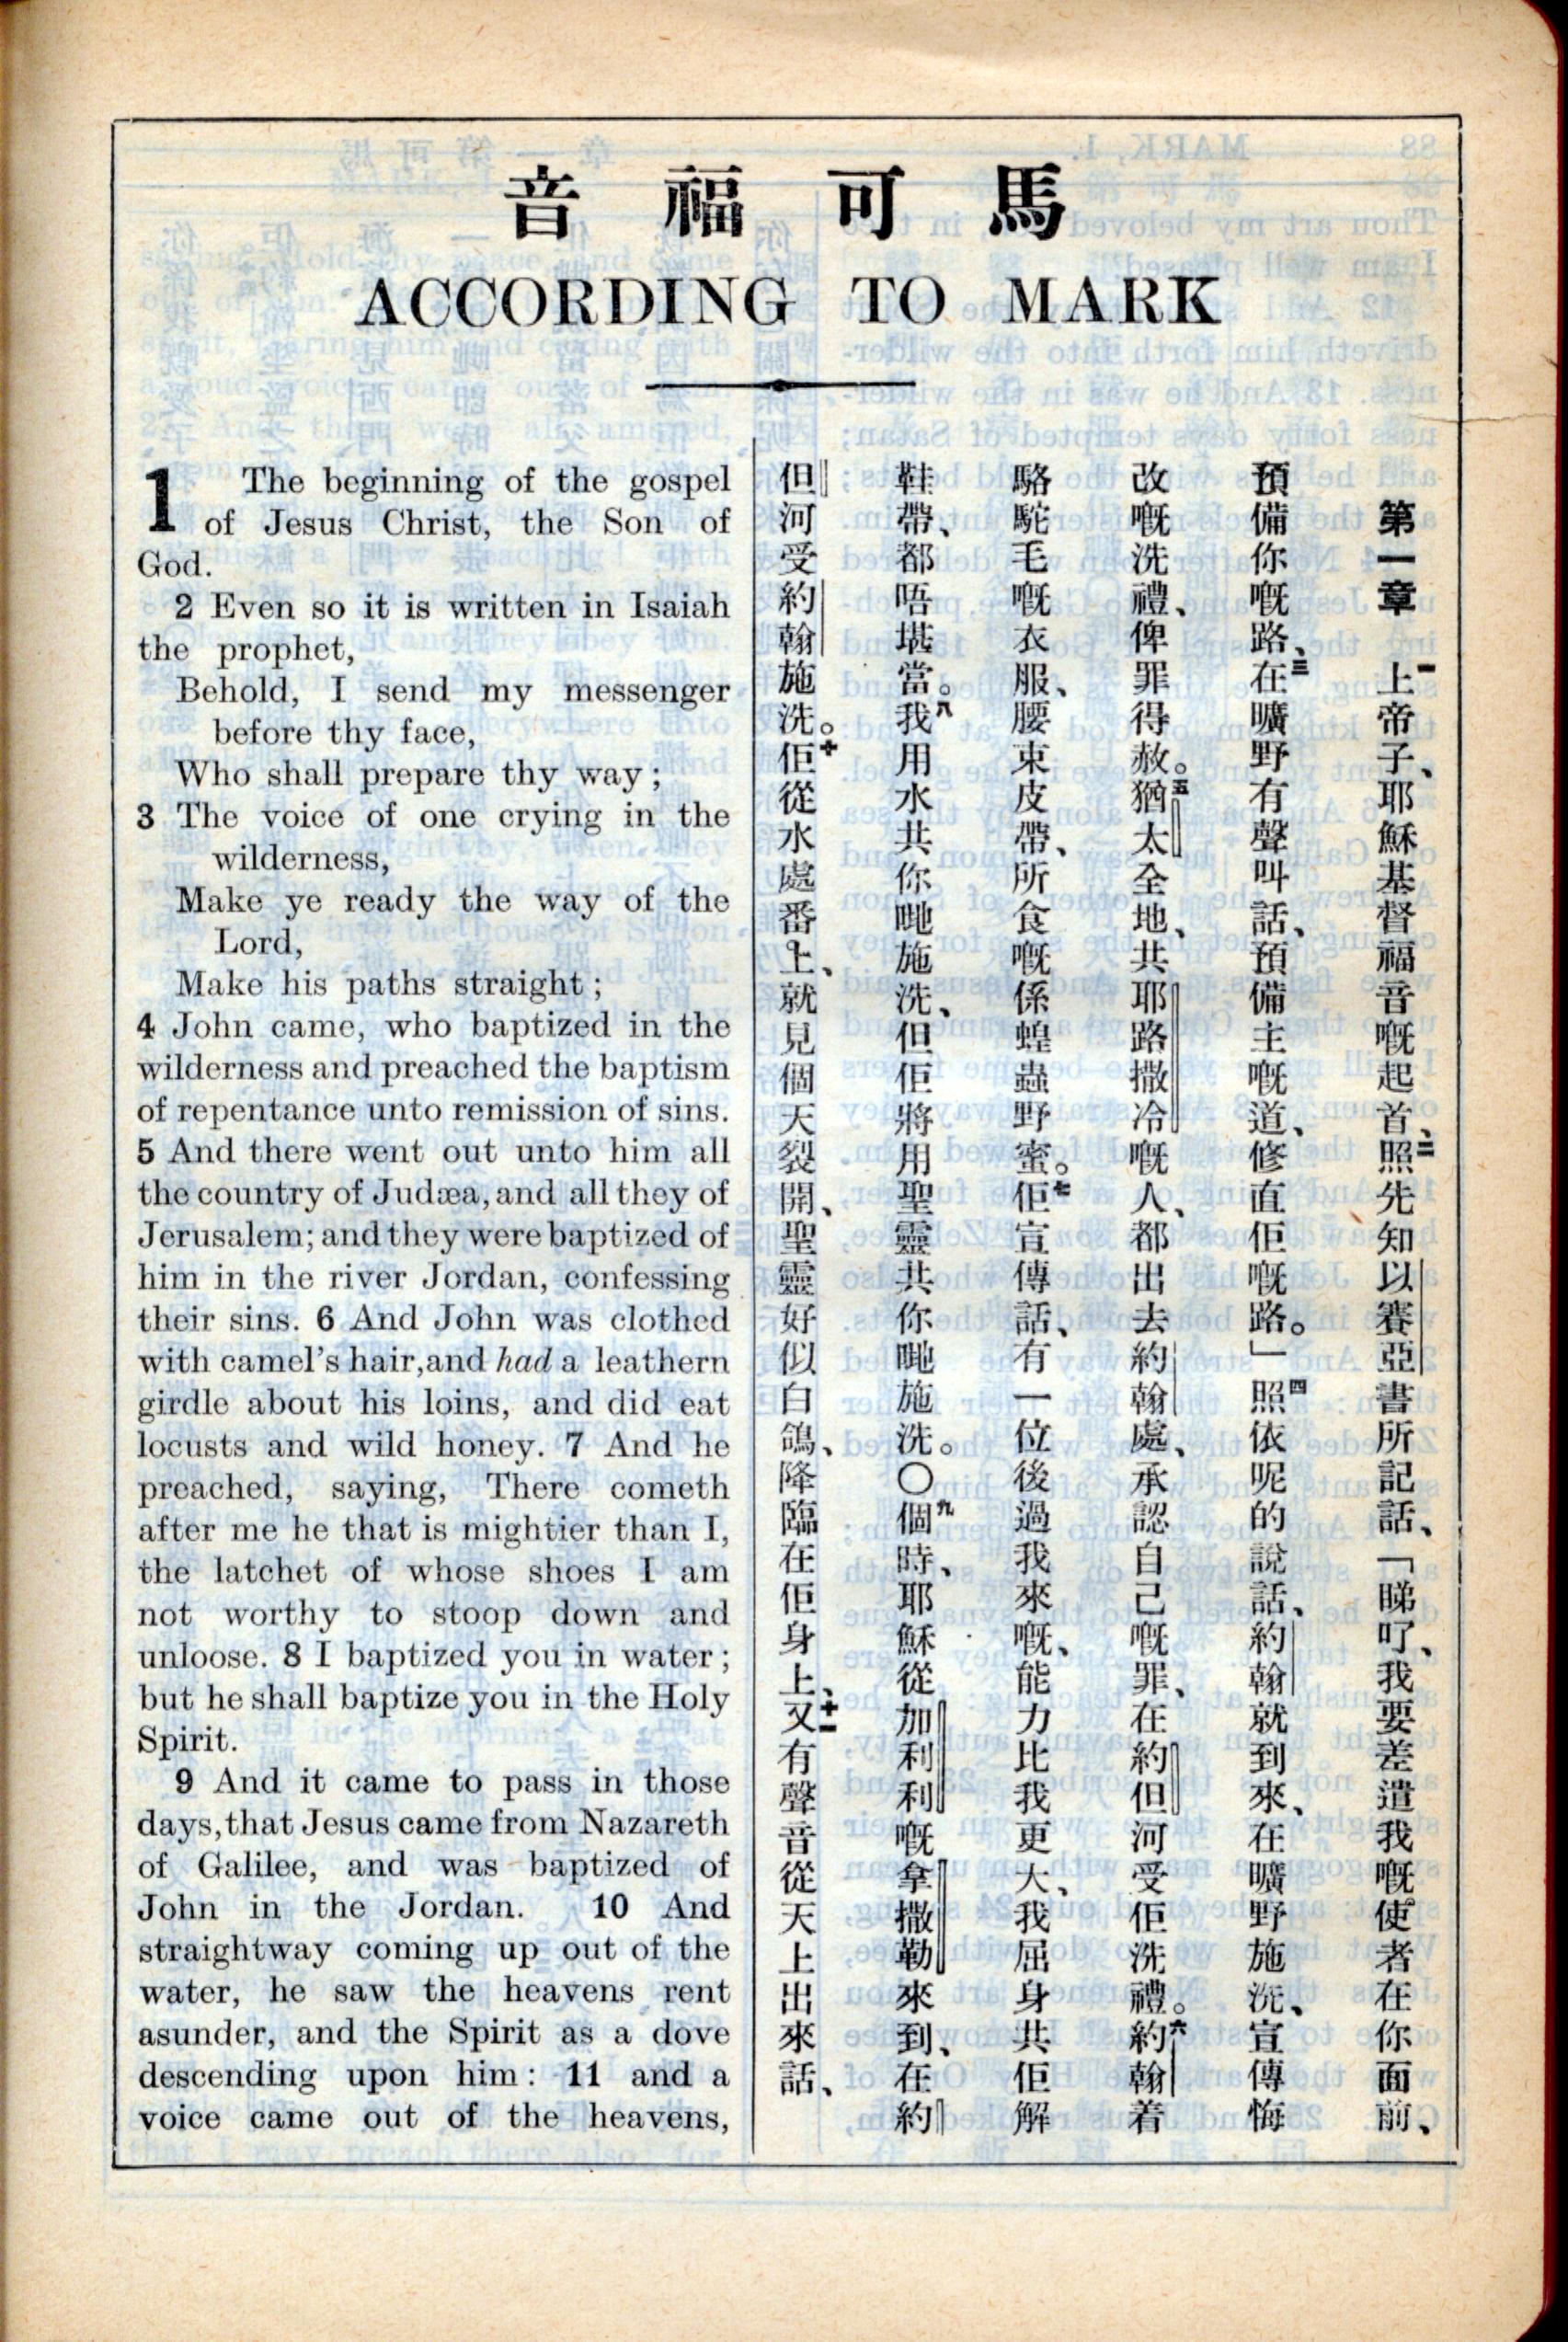 音福可馬
ACCORDING TO MARK
1 The beginning of the gospel
of Jesus Christ, the Son of
God.
2 Even so it is written in Isaiah
the prophet,
Behold, I send my messenger
before thy face,
Who shall prepare thy way;
3 The voice of one crying in the
wilderness,
Make ye ready the way of the
Lord,
Make his paths straight;
4 John came, who baptized in the
wilderness and preached the baptism
of repentance unto remission of sins.
5 And there went out unto him all
the country of Judæa, and all they of
Jerusalem; and they were baptized of
him in the river Jordan, confessing
their sins. 6 And John was clothed
with camel's hair, and had a leathern
girdle about his loins, and did eat
locusts and wild honey. 7 And he
preached, saying, There cometh
after me he that is mightier than I,
the latchet of whose shoes I am
not worthy to stoop down and
unloose. 8 I baptized you in water;
but he shall baptize you in the Holy
Spirit.
9 And it came to pass in those
days, that Jesus came from Nazareth
of Galilee, and was baptized of
John in the Jordan. 10 And
straightway coming up out of the
water, he saw the heavens rent
asunder, and the Spirit as a dove
descending upon him: 11 and a
voice came out of the heavens,
第一章 一上帝子、耶穌基督福音嘅起首、二照先知以賽亞書所記話、「睇吖、我要差遣我嘅使者在你面前、
預備你嘅路、三在曠野有聲叫話、預備主嘅道、修直佢嘅路。」四照依呢的說話、約翰就到來、在曠野施洗、宣傳悔
改嘅洗禮、俾罪得赦。五猶太全地、共耶路撒冷嘅人、都出去約翰處、承認自己嘅罪、在約但河受佢洗禮。六約翰着
駱駝毛嘅衣服、腰束皮帶、所食嘅係蝗蟲野蜜。七佢宣傳話、有一位後過我來嘅、能力比我更大、我屈身共佢解
鞋帶、都唔堪當。八我用水共你哋施洗、但佢將用聖靈共你哋施洗。〇九個時、耶穌從加利利嘅拿撒勒來到、在約
但河受約翰施洗。十佢從水處番上、就見個天裂開、聖靈好似白鴿、降臨在佢身上、十一又有聲音從天上出來話、